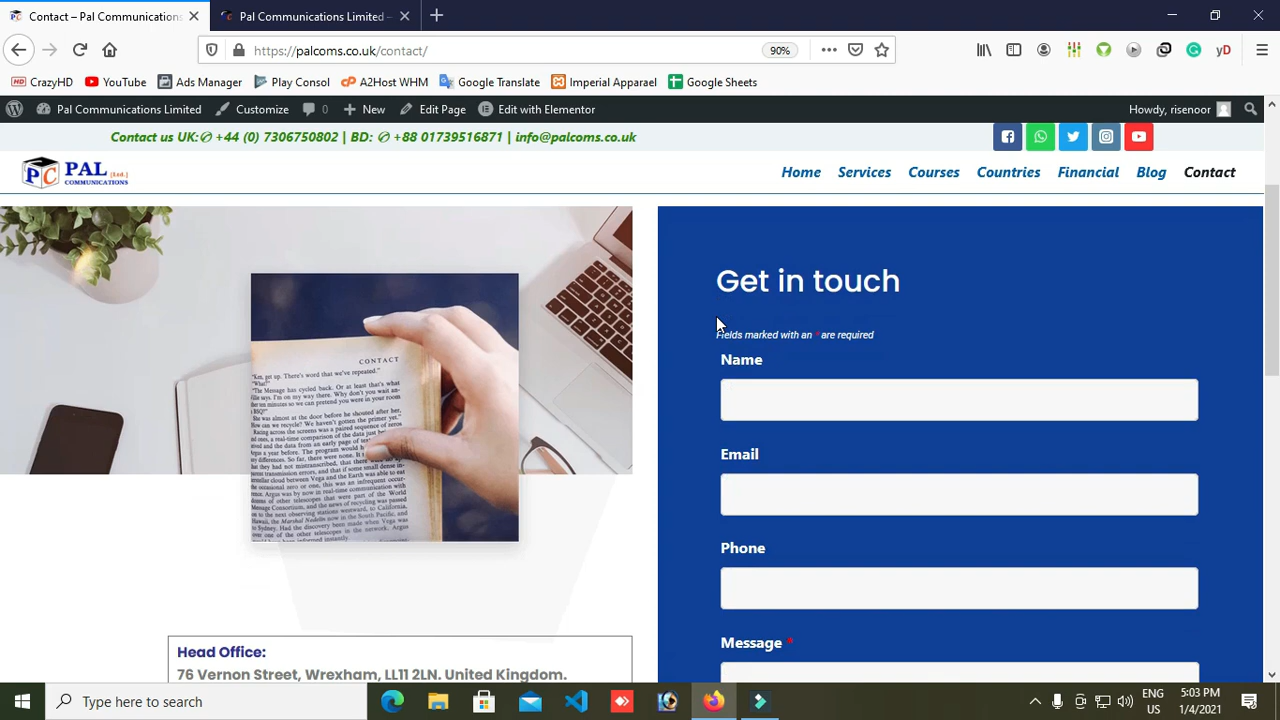 Contact – Pal Communications
Pal Communications Limited –
https://palcoms.co.uk/contact/
90%
CrazyHD
YouTube
Ads Manager
Play Consol
A2Host WHM
Google Translate
Imperial Apparael
Google Sheets
Pal Communications Limited
Customize
0
New
Edit Page
Edit with Elementor
Howdy, risenoor
Contact us UK:✆ +44 (0) 7306750802 | BD: ✆ +88 01739516871 | info@palcoms.co.uk
PAL [Ltd.]
COMMUNICATIONS
Home
Services
Courses
Countries
Financial
Blog
Contact
CONTACT
Get in touch
Fields marked with an * are required
Name
Email
Phone
Message *
Head Office:
76 Vernon Street, Wrexham, LL11 2LN. United Kingdom.
Type here to search
ENG
US
5:03 PM
1/4/2021